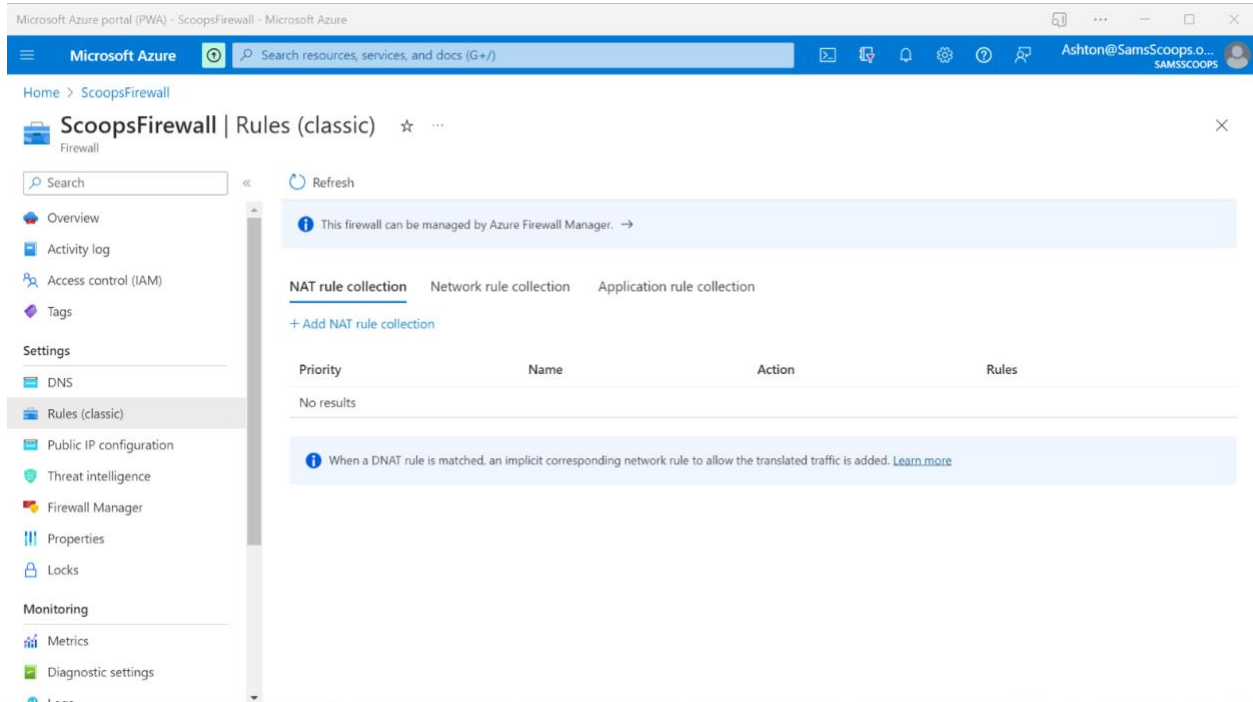 Microsoft Azure portal (PWA) - ScoopsFirewall - Microsoft Azure
Microsoft Azure
Search resources, services, and docs (G+/)
Ashton@SamsScoops.o...
SAMSSCOOPS
Home > ScoopsFirewall
ScoopsFirewall | Rules (classic)
Firewall
Search
Overview
Activity log
Access control (IAM)
Tags
Settings
DNS
Rules (classic)
Public IP configuration
Threat intelligence
Firewall Manager
Properties
Locks
Monitoring
Metrics
Diagnostic settings
Refresh
This firewall can be managed by Azure Firewall Manager. →
NAT rule collection Network rule collection Application rule collection
+ Add NAT rule collection
Priority Name Action Rules
No results
When a DNAT rule is matched, an implicit corresponding network rule to allow the translated traffic is added. Learn more